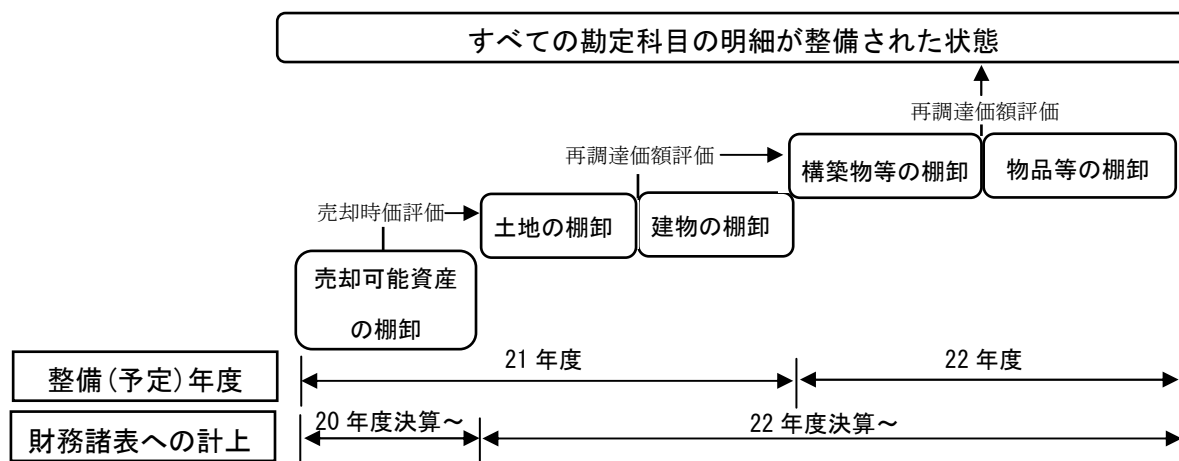 すべての勘定科目の明細が整備された状態
再調達価額評価
再調達価額評価
構築物等の棚卸
物品等の棚卸
売却時価評価
土地の棚卸
建物の棚卸
売却可能資産
の棚卸
整備(予定)年度
21 年度
22 年度
財務諸表への計上
20 年度決算～
22 年度決算～